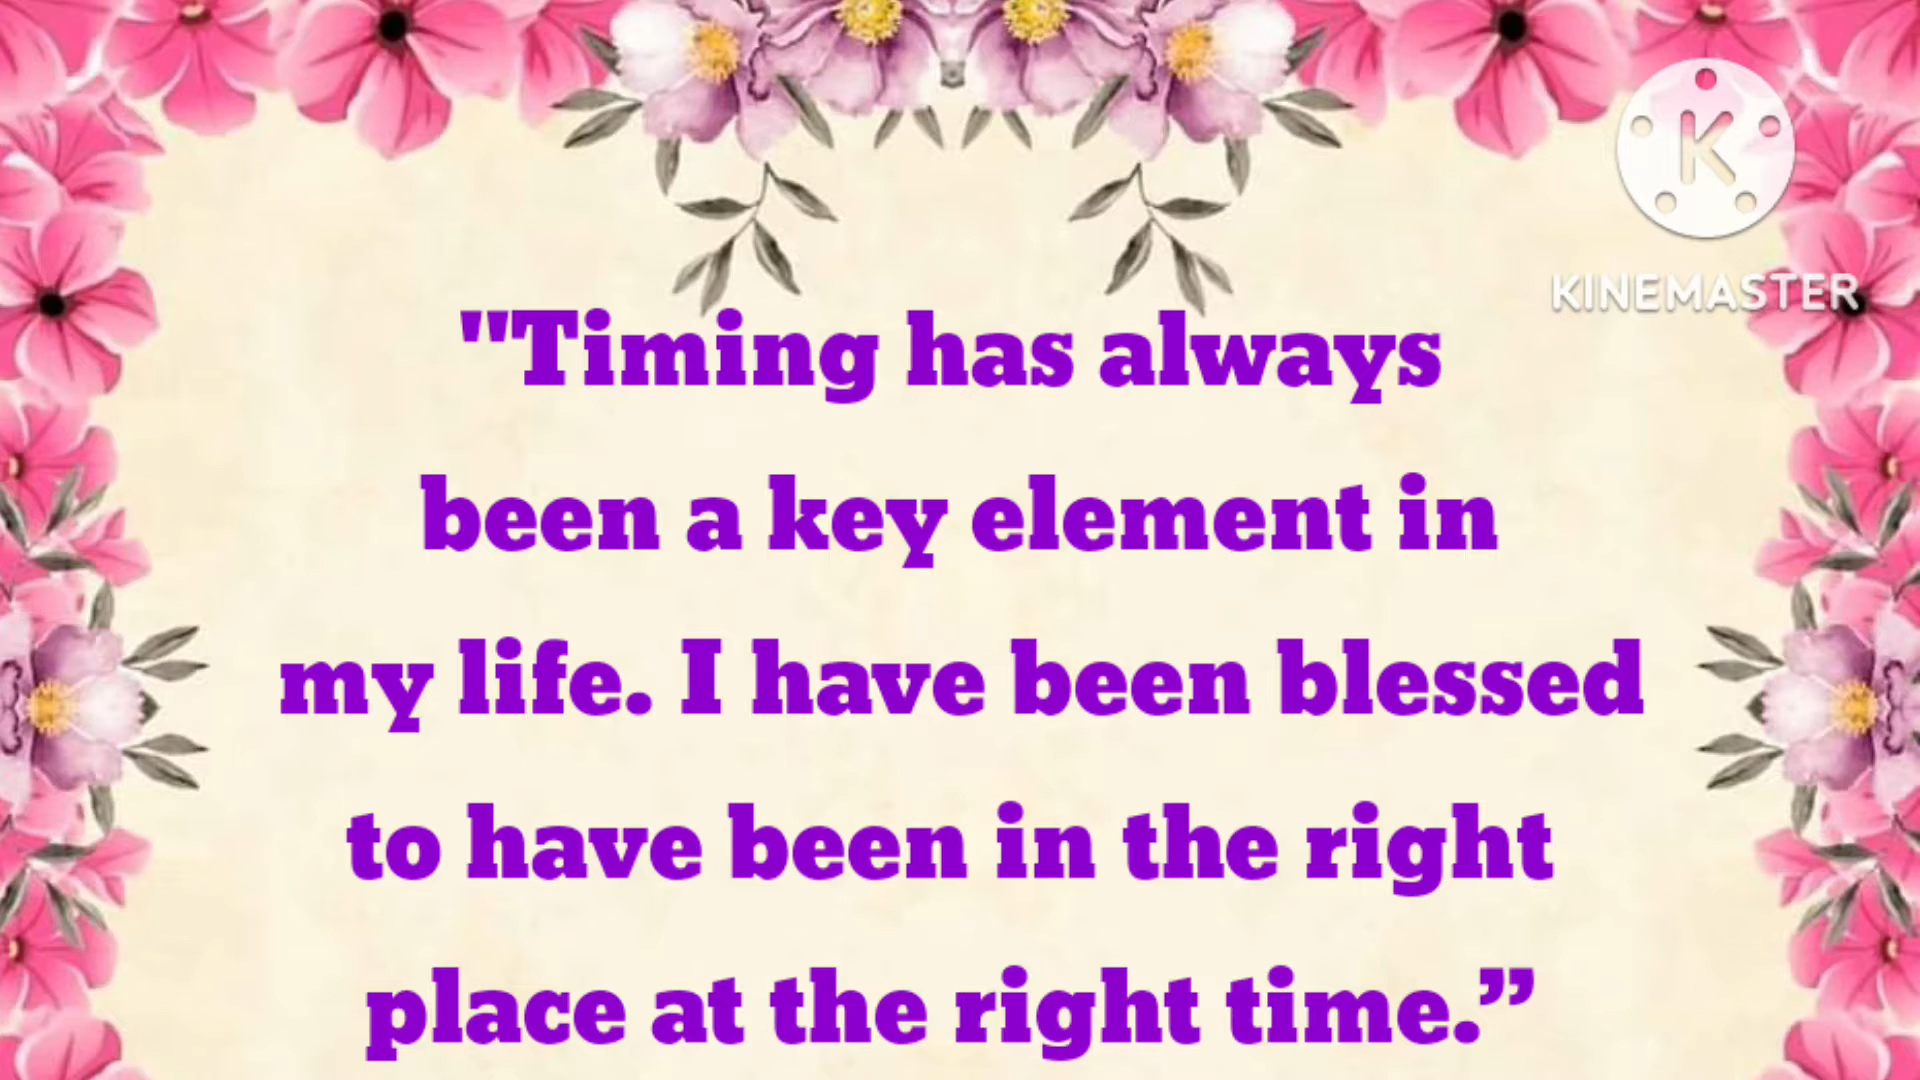 K
KINEMASTER
"Timing has always
been a key element in
my life. I have been blessed
to have been in the right
place at the right time.”